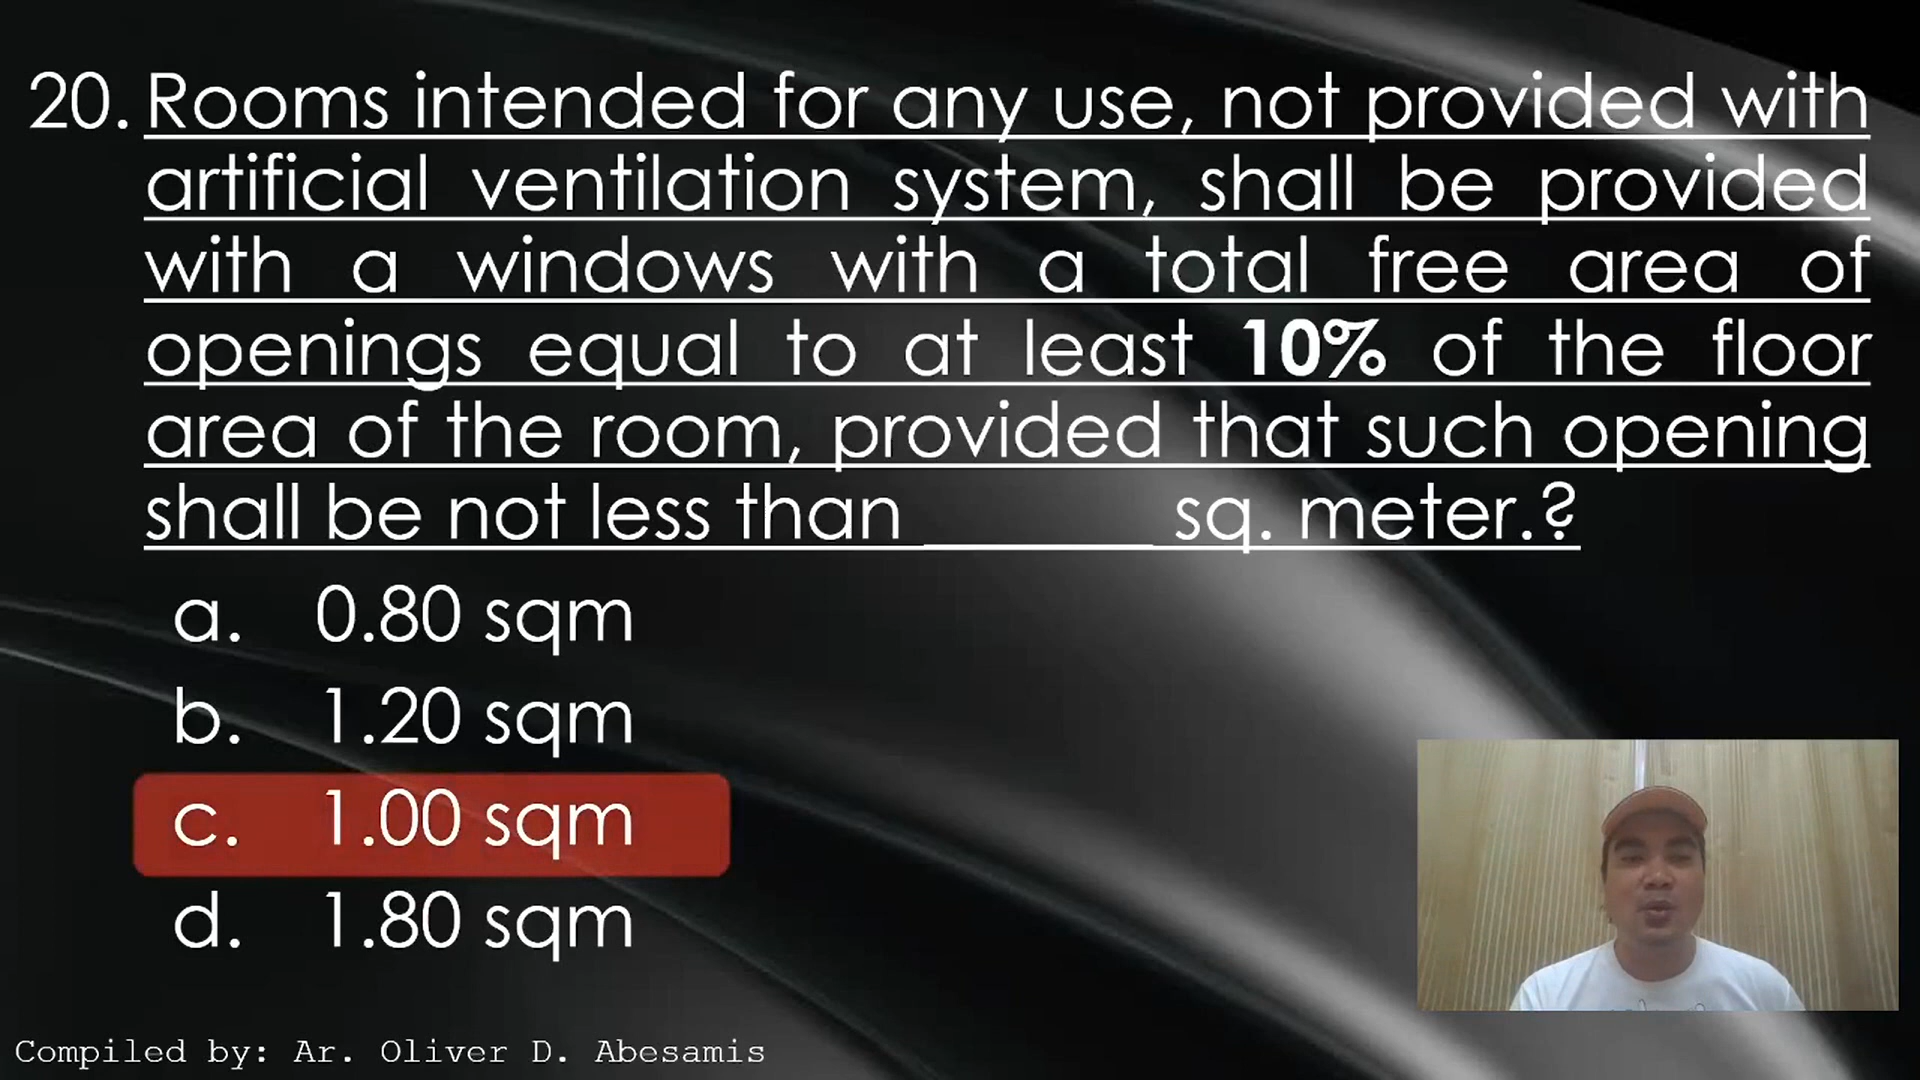 20. Rooms intended for any use, not provided with
artificial ventilation system, shall be provided
with a windows with a total free area of
openings equal to at least 10% of the floor
area of the room, provided that such opening
shall be not less than ______ sq. meter.?
a. 0.80 sqm
b. 1.20 sqm
c. 1.00 sqm
d. 1.80 sqm
Compiled by: Ar. Oliver D. Abesamis